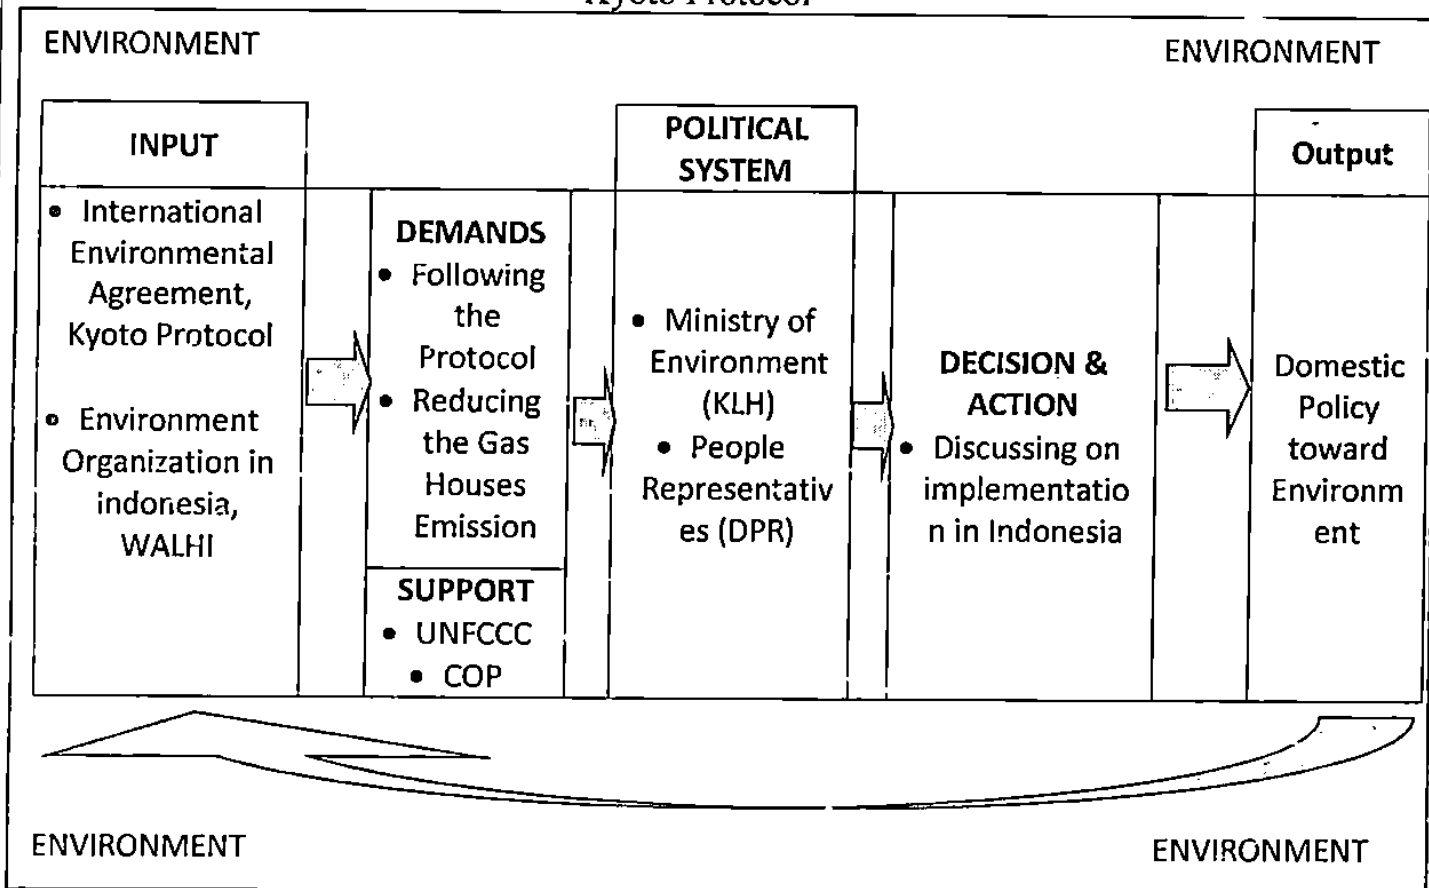 Kyoto Protocol
ENVIRONMENT
ENVIRONMENT
INPUT
• International
Environmental
Agreement,
Kyoto Protocol
• Environment
Organization in
indonesia,
WALHI
DEMANDS
• Following
the
Protocol
• Reducing
the Gas
Houses
Emission
SUPPORT
• UNFCCC
• COP
POLITICAL
SYSTEM
• Ministry of
Environment
(KLH)
• People
Representativ
es (DPR)
DECISION &
ACTION
• Discussing on
implementatio
n in Indonesia
Output
Domestic
Policy
toward
Environm
ent
ENVIRONMENT
ENVIRONMENT